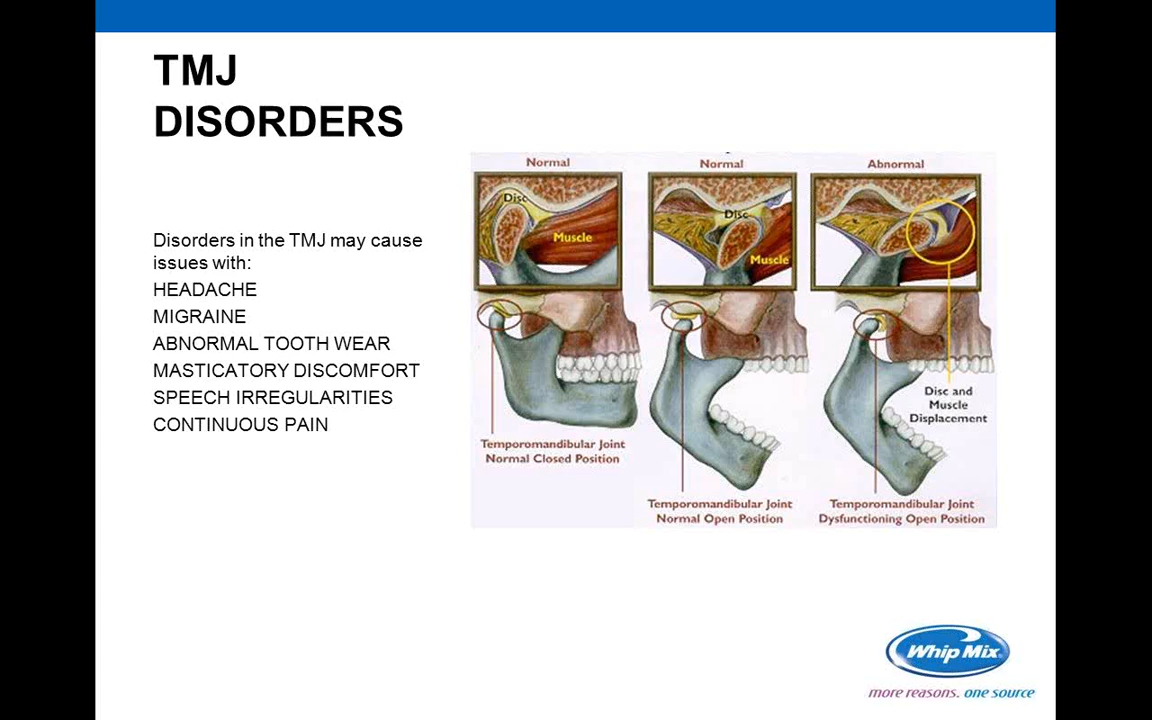 TMJ
DISORDERS
Disorders in the TMJ may cause
issues with:
HEADACHE
MIGRAINE
ABNORMAL TOOTH WEAR
MASTICATORY DISCOMFORT
SPEECH IRREGULARITIES
CONTINUOUS PAIN
Normal
Disc
Muscle
Temporomandibular Joint
Normal Closed Position
Normal
Disc
Muscle
Temporomandibular Joint
Normal Open Position
Abnormal
Disc and
Muscle
Displacement
Temporomandibular Joint
Dysfunctioning Open Position
Whip Mix®
more reasons. one source